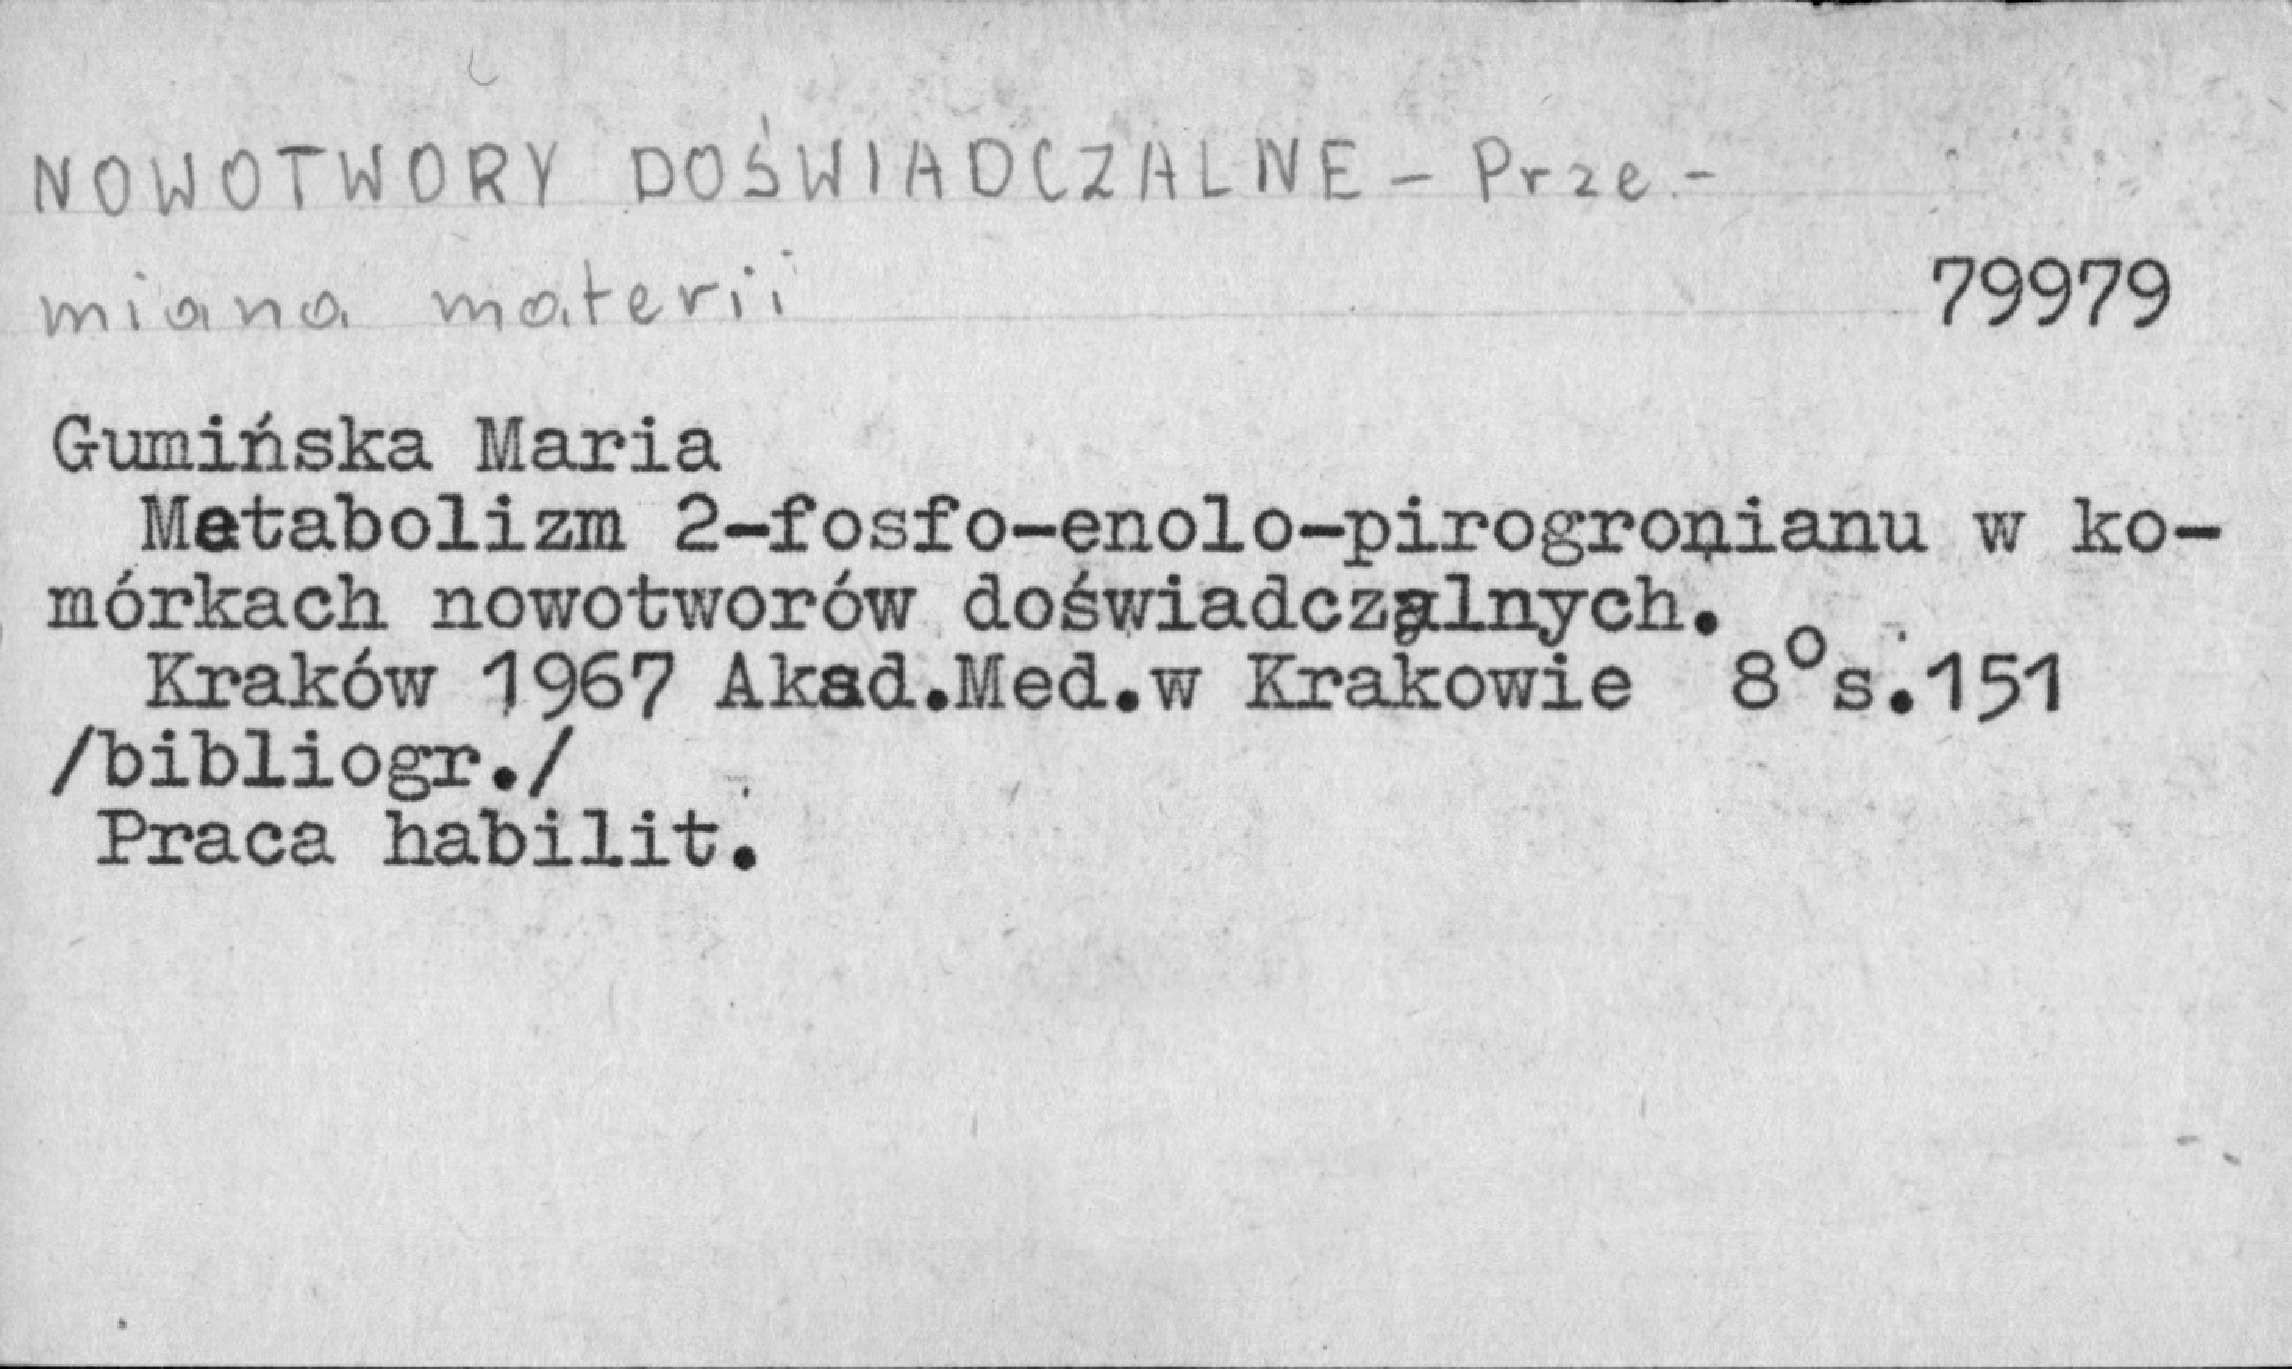 NOWOTWORY DOŚWIADCZALNE - Prze -
miana materii
79979
Gumińska Maria
Metabolizm 2-fosfo-enolo-pirogronianu w ko-
mórkach nowotworów doświadczalnych.
Kraków 1967 Akad.Med.w Krakowie 8°s.151
/bibliogr./
Praca habilit.